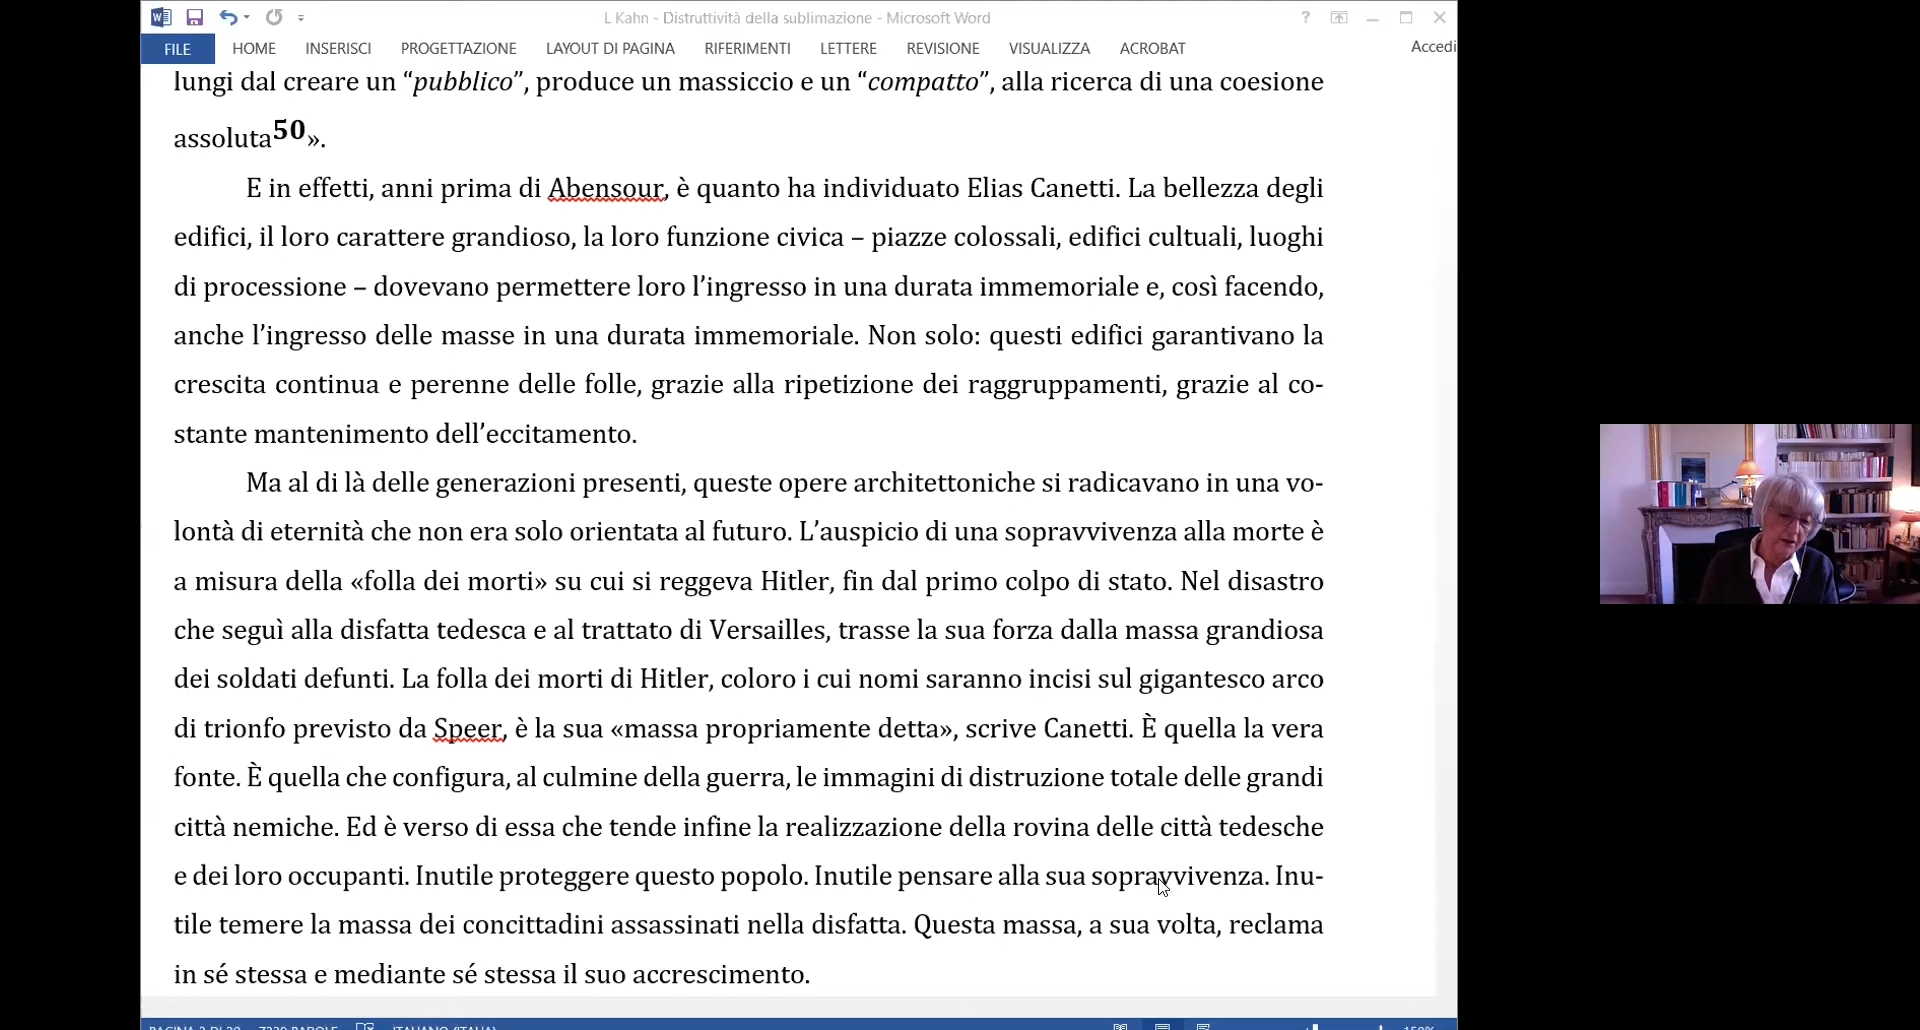 L Kahn - Distruttività della sublimazione - Microsoft Word
?
FILE HOME INSERISCI PROGETTAZIONE LAYOUT DI PAGINA RIFERIMENTI LETTERE REVISIONE VISUALIZZA ACROBAT Accedi
lungi dal creare un “pubblico”, produce un massiccio e un “compatto”, alla ricerca di una coesione
assoluta50».
E in effetti, anni prima di Abensour, è quanto ha individuato Elias Canetti. La bellezza degli
edifici, il loro carattere grandioso, la loro funzione civica – piazze colossali, edifici cultuali, luoghi
di processione – dovevano permettere loro l’ingresso in una durata immemoriale e, così facendo,
anche l’ingresso delle masse in una durata immemoriale. Non solo: questi edifici garantivano la
crescita continua e perenne delle folle, grazie alla ripetizione dei raggruppamenti, grazie al co-
stante mantenimento dell’eccitamento.
Ma al di là delle generazioni presenti, queste opere architettoniche si radicavano in una vo-
lontà di eternità che non era solo orientata al futuro. L’auspicio di una sopravvivenza alla morte è
a misura della «folla dei morti» su cui si reggeva Hitler, fin dal primo colpo di stato. Nel disastro
che seguì alla disfatta tedesca e al trattato di Versailles, trasse la sua forza dalla massa grandiosa
dei soldati defunti. La folla dei morti di Hitler, coloro i cui nomi saranno incisi sul gigantesco arco
di trionfo previsto da Speer, è la sua «massa propriamente detta», scrive Canetti. È quella la vera
fonte. È quella che configura, al culmine della guerra, le immagini di distruzione totale delle grandi
città nemiche. Ed è verso di essa che tende infine la realizzazione della rovina delle città tedesche
e dei loro occupanti. Inutile proteggere questo popolo. Inutile pensare alla sua sopravvivenza. Inu-
tile temere la massa dei concittadini assassinati nella disfatta. Questa massa, a sua volta, reclama
in sé stessa e mediante sé stessa il suo accrescimento.
PAROLE ITALIANO (ITALIA)